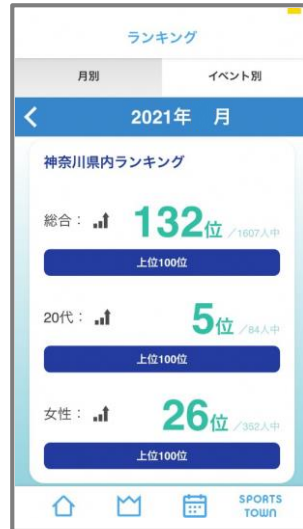 ランキング
月別 イベント別
2021年 月
神奈川県内ランキング
総合： 132位 ／1607人中
上位100位
20代： 5位 ／84人中
上位100位
女性： 26位 ／352人中
上位100位
SPORTS
TOWN